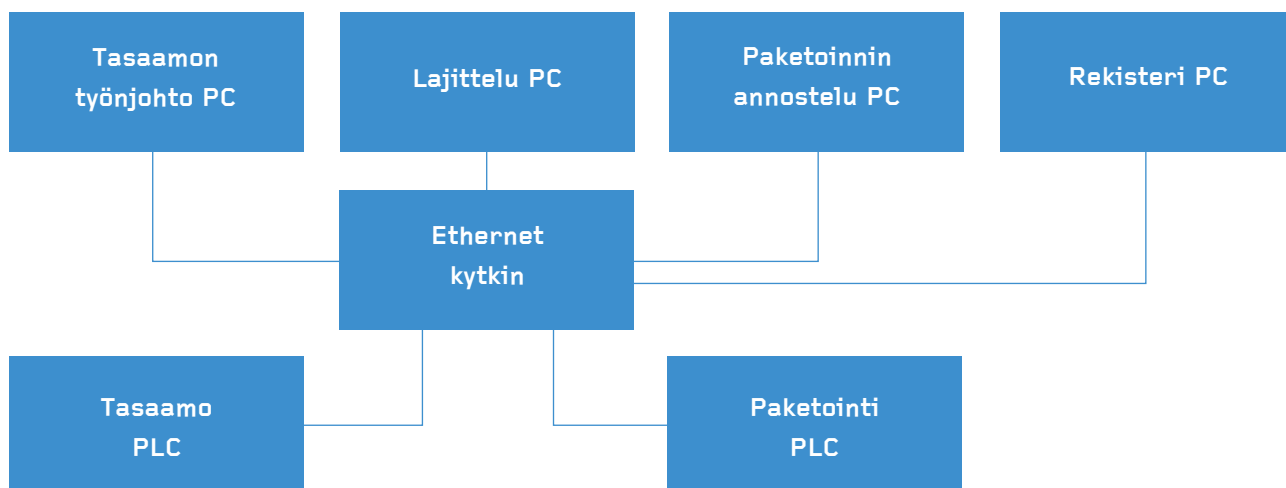 Tasaamon
työnjohto PC
Lajittelu PC
Paketoinnin
annostelu PC
Rekisteri PC
Ethernet
kytkin
Tasaamo
PLC
Paketointi
PLC